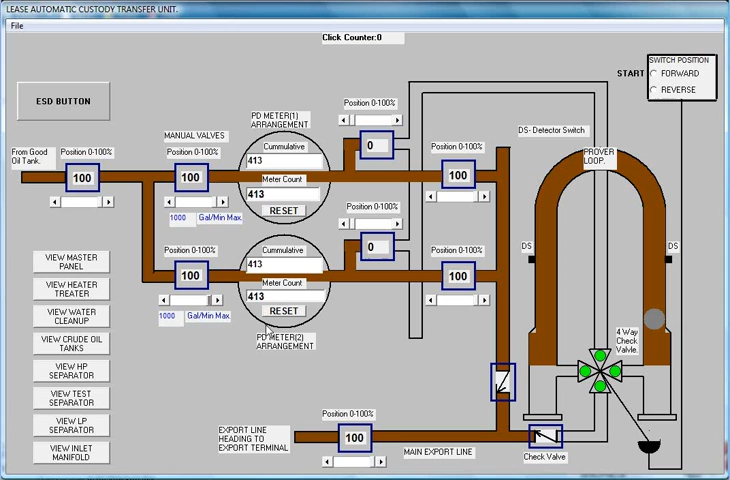 LEASE AUTOMATIC CUSTODY TRANSFER UNIT.
File
Click Counter:0
SWITCH POSITION
START
FORWARD
REVERSE
ESD BUTTON
PD METER(1)
ARRANGEMENT
Position 0-100%
0
MANUAL VALVES
DS- Detector Switch
From Good
Oil Tank.
Position 0-100%
100
Position 0-100%
100
Cummulative
413
Meter Count
413
RESET
Position 0-100%
100
PROVER
LOOP.
1000 Gal/Min Max.
Position 0-100%
0
Position 0-100%
100
Cummulative
413
Meter Count
413
RESET
Position 0-100%
100
DS
DS
1000 Gal/Min Max.
PD METER(2)
ARRANGEMENT
VIEW MASTER
PANEL
VIEW HEATER
TREATER
VIEW WATER
CLEANUP
VIEW CRUDE OIL
TANKS
VIEW HP
SEPARATOR
VIEW TEST
SEPARATOR
VIEW LP
SEPARATOR
VIEW INLET
MANIFOLD
4 Way
Check
Valvle.
EXPORT LINE
HEADING TO
EXPORT TERMINAL
Position 0-100%
100
MAIN EXPORT LINE
Check Valve